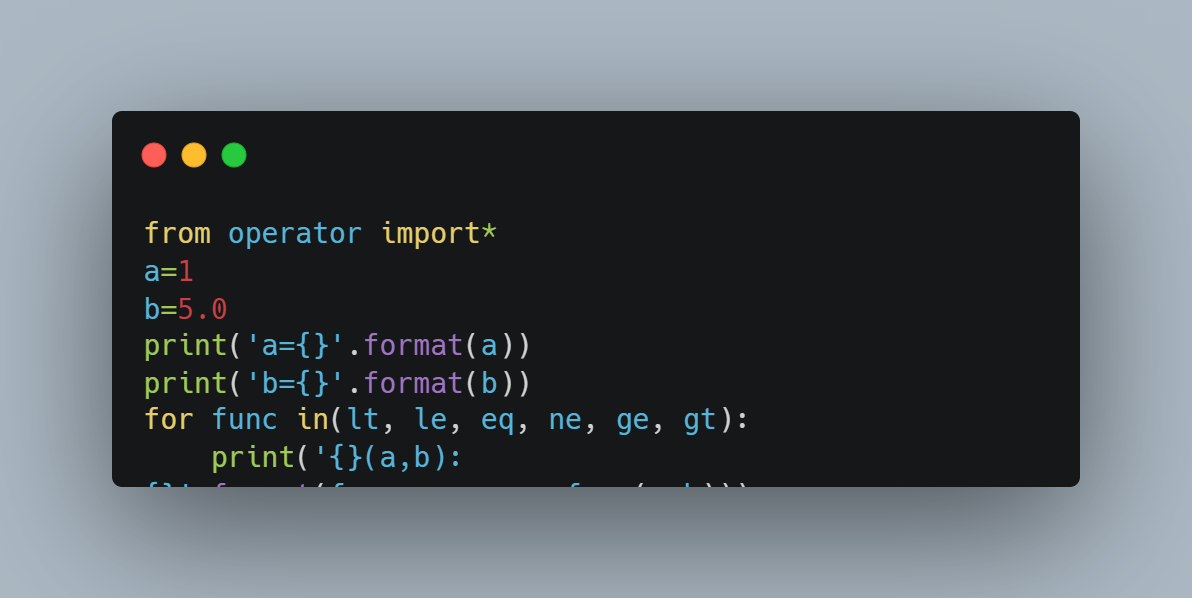 from operator import*
a=1
b=5.0
print('a={}'.format(a))
print('b={}'.format(b))
for func in(lt, le, eq, ne, ge, gt):
    print('{}(a,b):